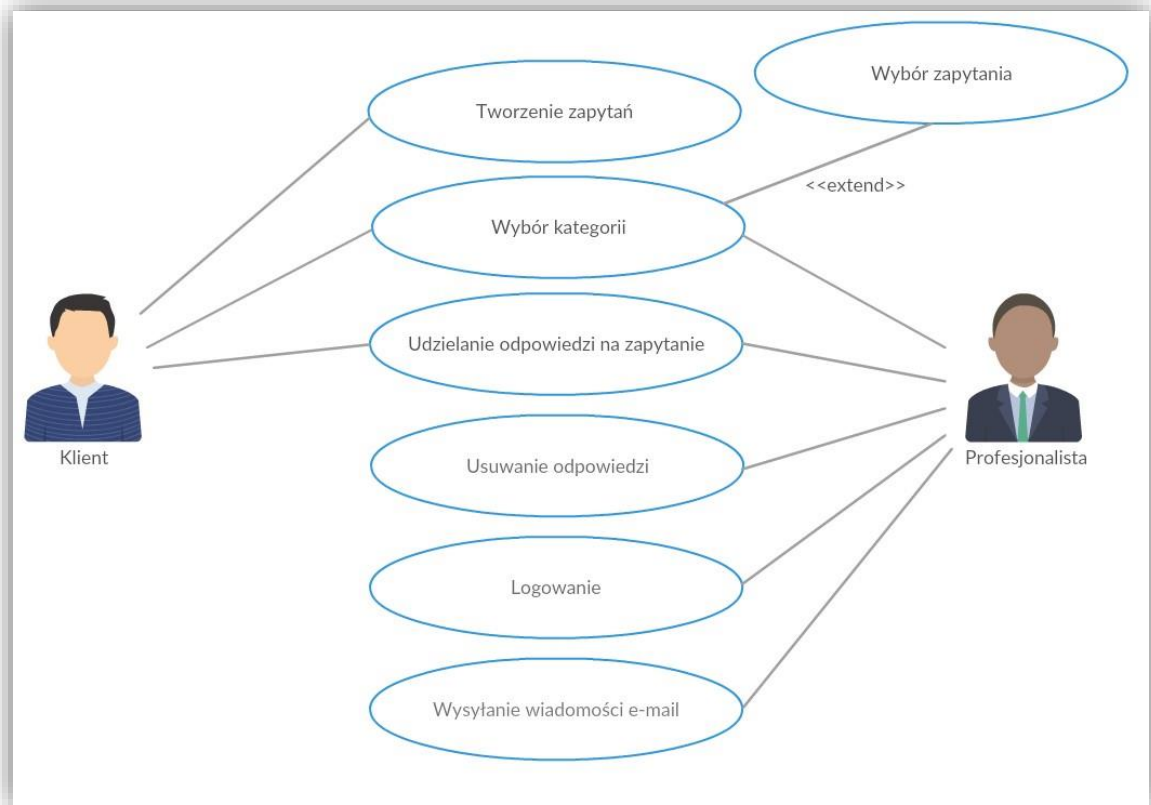 Wybór zapytania
Tworzenie zapytań
<<extend>>
Wybór kategorii
Udzielanie odpowiedzi na zapytanie
Klient
Profesjonalista
Usuwanie odpowiedzi
Logowanie
Wysyłanie wiadomości e-mail